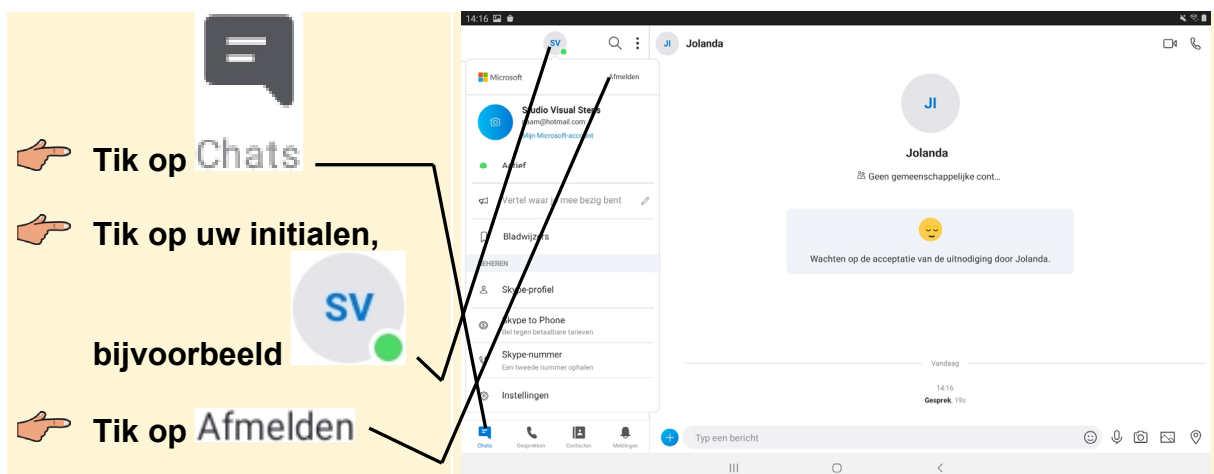 Chats
Tik op Chats
Tik op uw initialen,
SV
bijvoorbeeld
Tik op Afmelden
14:16
SV
Microsoft
Afmelden
Studio Visual Steps
Mijn Microsoft-account
Actief
Vertel waar je mee bezig bent
Bladwijzers
BEHEREN
Skype-profiel
Skype to Phone
Bel tegen betaalbare tarieven
Skype-nummer
Een tweede nummer ophalen
Instellingen
Chats
Gesprekken
Contacten
Meldingen
JI
Jolanda
JI
Jolanda
Geen gemeenschappelijke cont...
Wachten op de acceptatie van de uitnodiging door Jolanda.
Vandaag
14:16
Gesprek, 19s
Typ een bericht